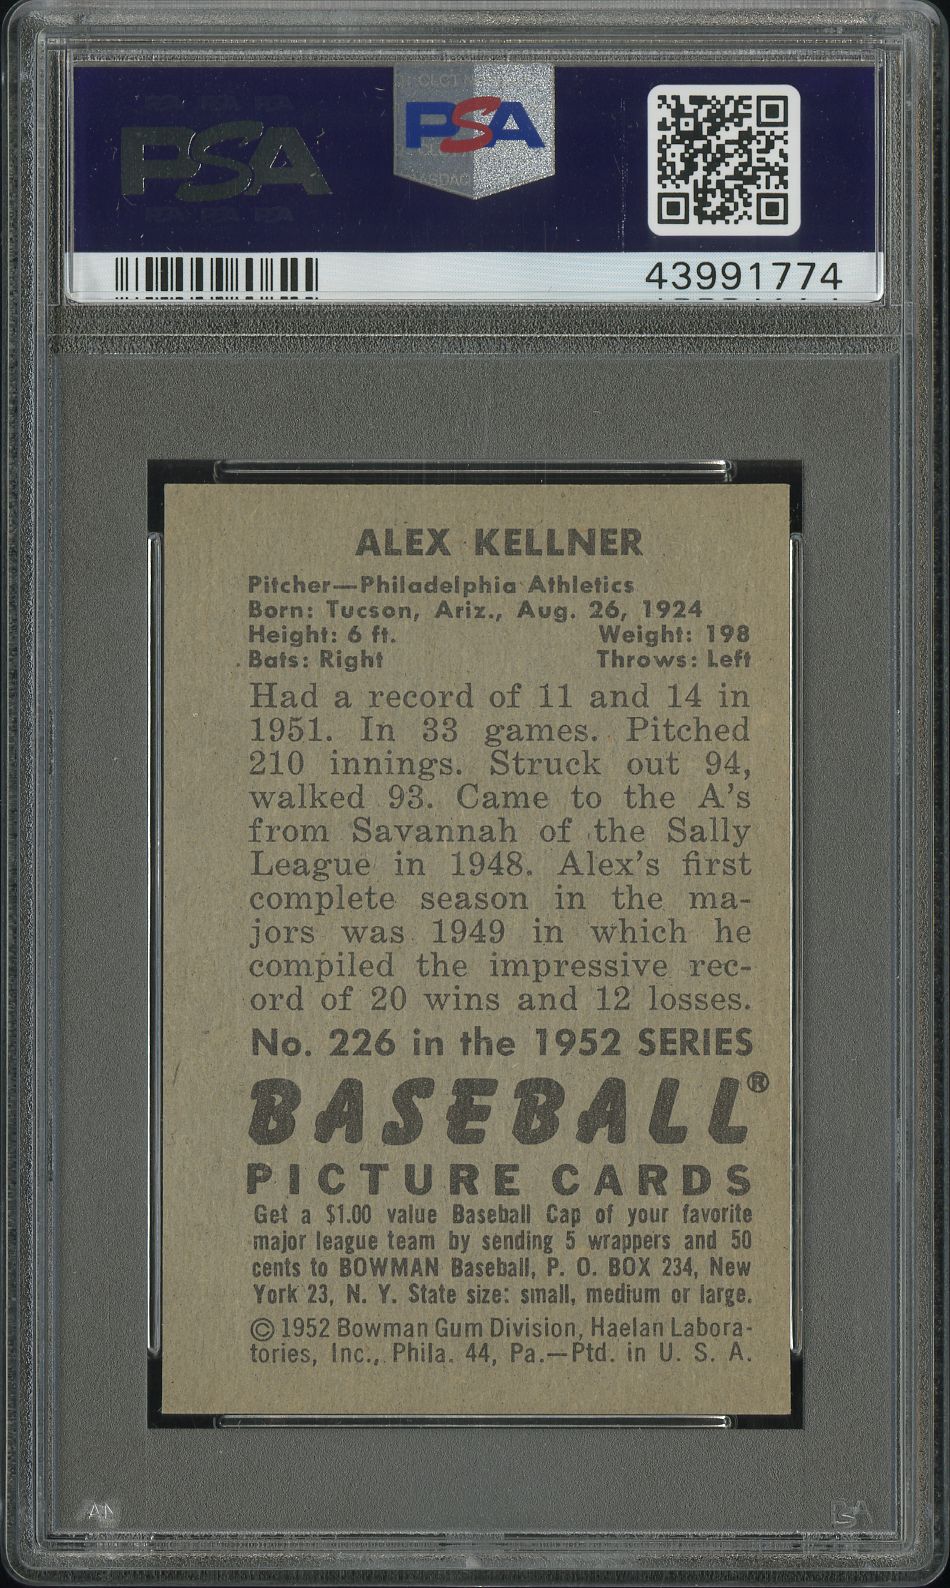 PSA
PSA
43991774
ALEX KELLNER
Pitcher—Philadelphia Athletics
Born: Tucson, Ariz., Aug. 26, 1924
Height: 6 ft. Weight: 198
Bats: Right Throws: Left
Had a record of 11 and 14 in
1951. In 33 games. Pitched
210 innings. Struck out 94,
walked 93. Came to the A's
from Savannah of the Sally
League in 1948. Alex's first
complete season in the ma-
jors was 1949 in which he
compiled the impressive rec-
ord of 20 wins and 12 losses.
No. 226 in the 1952 SERIES
BASEBALL®
PICTURE CARDS
Get a $1.00 value Baseball Cap of your favorite
major league team by sending 5 wrappers and 50
cents to BOWMAN Baseball, P. O. BOX 234, New
York 23, N. Y. State size: small, medium or large.
© 1952 Bowman Gum Division, Haelan Labora-
tories, Inc., Phila. 44, Pa.—Ptd. in U. S. A.